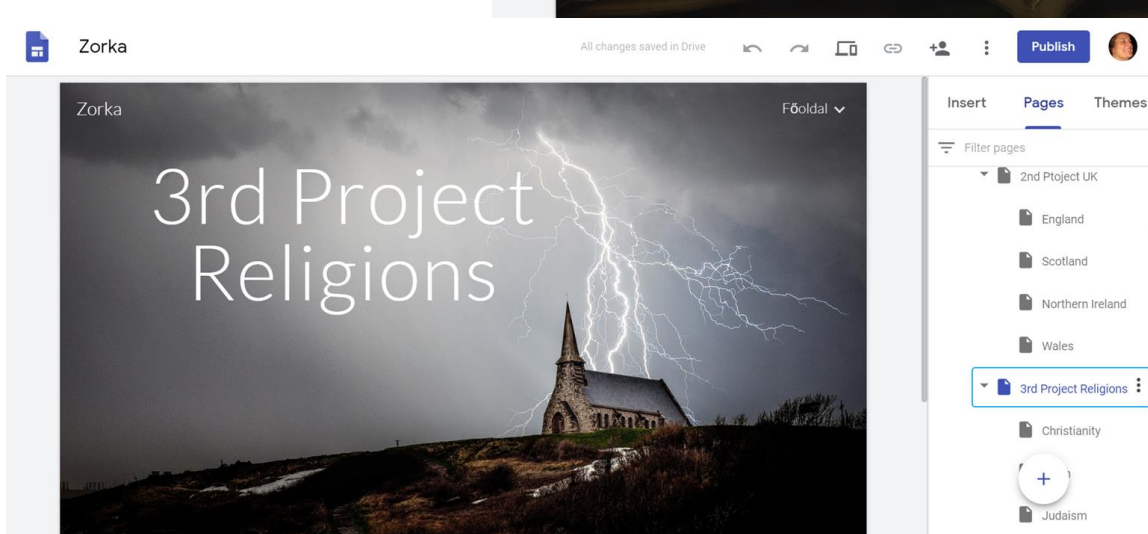 Zorka
All changes saved in Drive
Publish
Zorka
Főoldal
3rd Project
Religions
Insert Pages Themes
Filter pages
2nd Ptoject UK
England
Scotland
Northern Ireland
Wales
3rd Project Religions
Christianity
Judaism